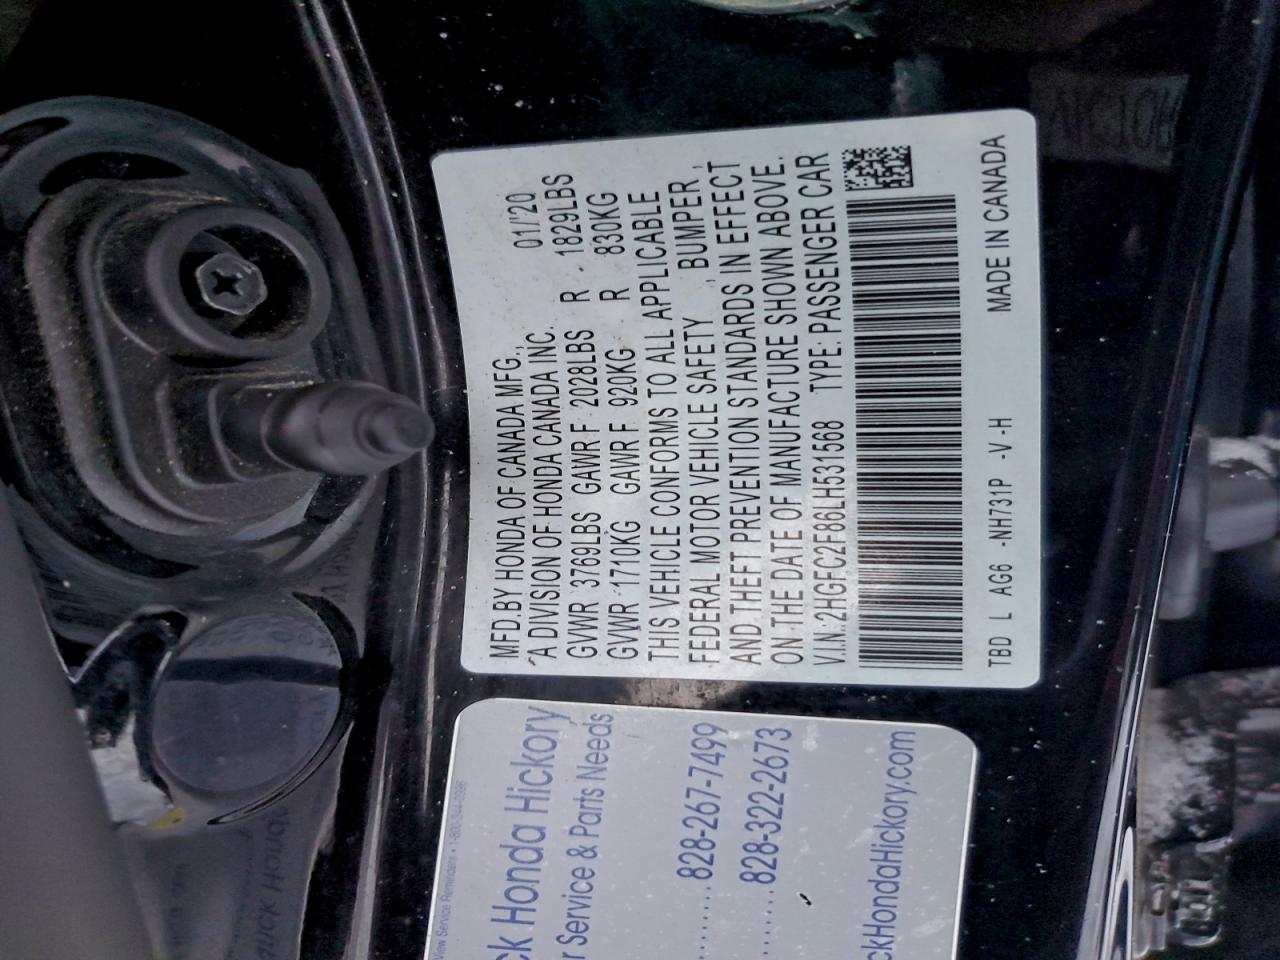 MFD.BY HONDA OF CANADA MFG.,
A DIVISION OF HONDA CANADA INC. 01/'20
GVWR 3769LBS GAWR F 2028LBS R 1829LBS
GVWR 1710KG GAWR F 920KG R 830KG
THIS VEHICLE CONFORMS TO ALL APPLICABLE
FEDERAL MOTOR VEHICLE SAFETY , BUMPER ,
AND THEFT PREVENTION STANDARDS IN EFFECT
ON THE DATE OF MANUFACTURE SHOWN ABOVE.
V.I.N:2HGFC2F86LH531568 TYPE:PASSENGER CAR
TBD L AG6 -NH731P -V -H MADE IN CANADA
Honda Hickory
Service & Parts Needs
828-267-7499
828-322-2673
ckHondaHickory.com